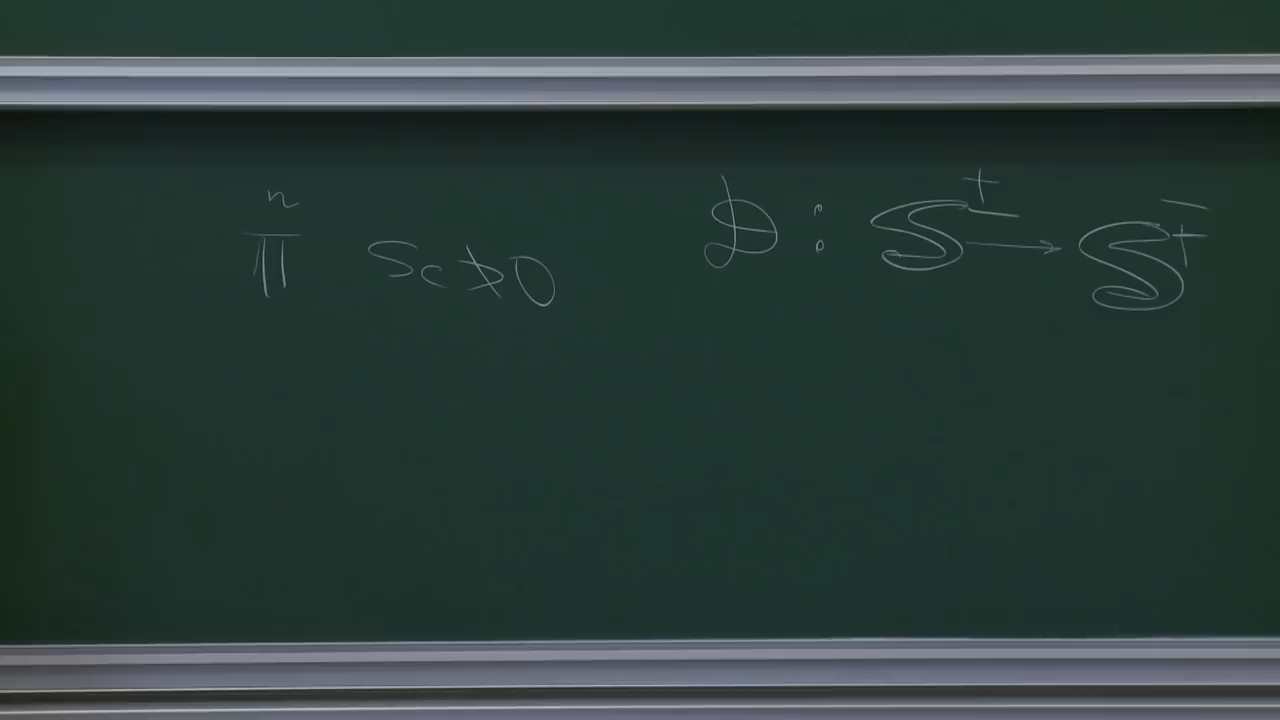 𝕋ⁿ Sc ≯ 0
D : S^± → S^∓